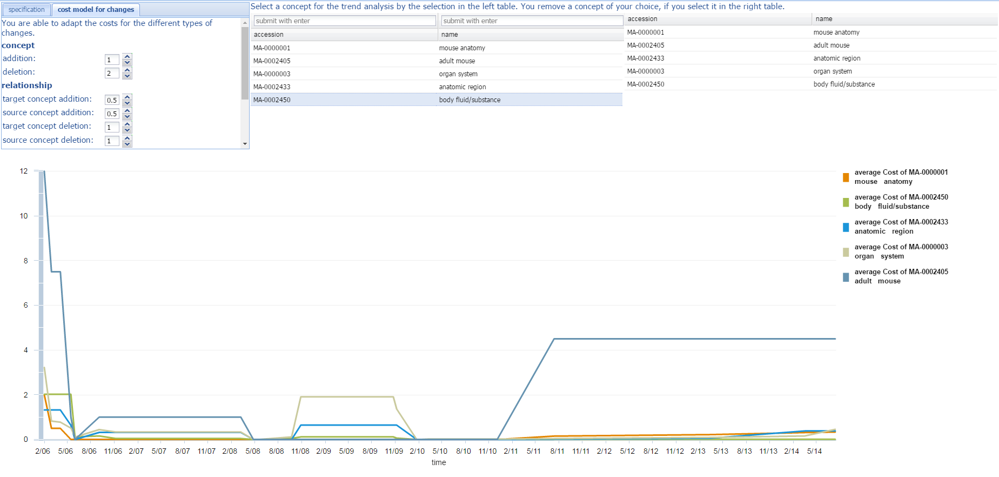 specification
cost model for changes
You are able to adapt the costs for the different types of
changes.
concept
addition: 1
deletion: 2
relationship
target concept addition: 0.5
source concept addition: 0.5
target concept deletion: 1
source concept deletion: 1
Select a concept for the trend analysis by the selection in the left table. You remove a concept of your choice, if you select it in the right table.
submit with enter submit with enter
accession name
MA-0000001 mouse anatomy
MA-0002405 adult mouse
MA-0000003 organ system
MA-0002433 anatomic region
MA-0002450 body fluid/substance
accession name
MA-0000001 mouse anatomy
MA-0002405 adult mouse
MA-0002433 anatomic region
MA-0000003 organ system
MA-0002450 body fluid/substance
12
10
8
6
4
2
0
2/06 5/06 8/06 11/06 2/07 5/07 8/07 11/07 2/08 5/08 8/08 11/08 2/09 5/09 8/09 11/09 2/10 5/10 8/10 11/10 2/11 5/11 8/11 11/11 2/12 5/12 8/12 11/12 2/13 5/13 8/13 11/13 2/14 5/14
time
average Cost of MA-0000001
mouse anatomy
average Cost of MA-0002450
body fluid/substance
average Cost of MA-0002433
anatomic region
average Cost of MA-0000003
organ system
average Cost of MA-0002405
adult mouse